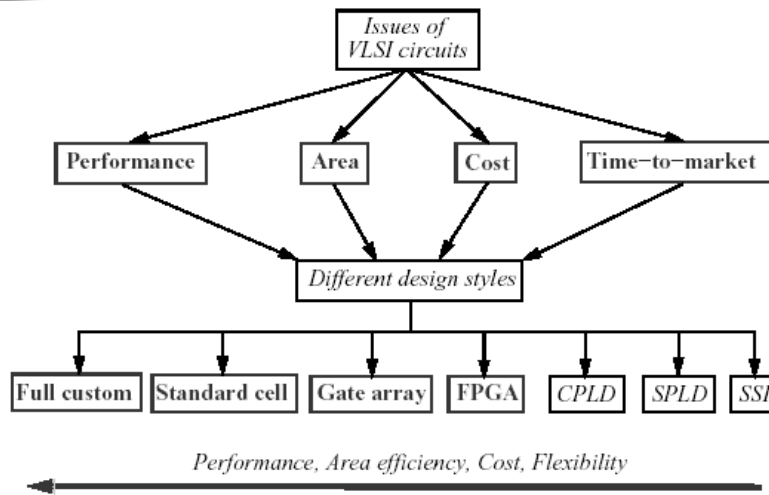 Issues of
VLSI circuits
Performance
Area
Cost
Time-to-market
Different design styles
Full custom
Standard cell
Gate array
FPGA
CPLD
SPLD
SSI
Performance, Area efficiency, Cost, Flexibility